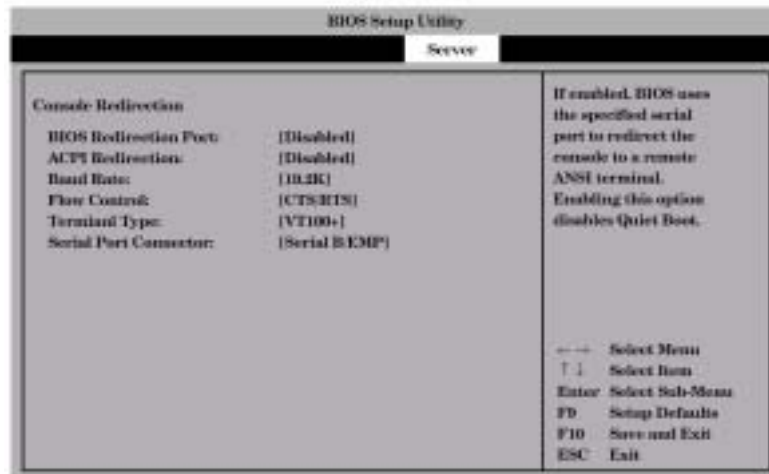 BIOS Setup Utility
Server
Console Redirection
BIOS Redirection Port: [Disabled]
ACPI Redirection: [Disabled]
Baud Rate: [19.2K]
Flow Control: [CTS/RTS]
Termianl Type: [VT100+]
Serial Port Connector: [Serial B/EMP]
If enabled, BIOS uses
the specified serial
port to redirect the
console to a remote
ANSI terminal.
Enabling this option
disables Quiet Boot.
←→ Select Menu
↑↓ Select Item
Enter Select Sub-Menu
F9 Setup Defaults
F10 Save and Exit
ESC Exit